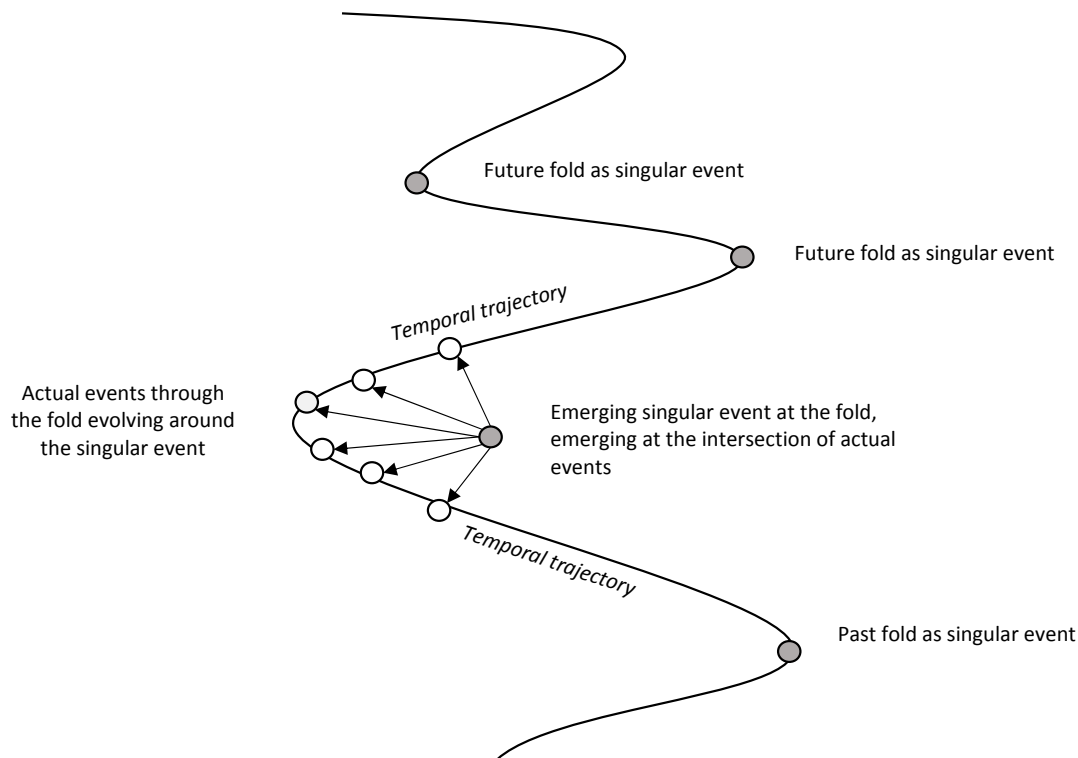 Future fold as singular event
Future fold as singular event
Temporal trajectory
Actual events through
the fold evolving around
the singular event
Emerging singular event at the fold,
emerging at the intersection of actual
events
Temporal trajectory
Past fold as singular event